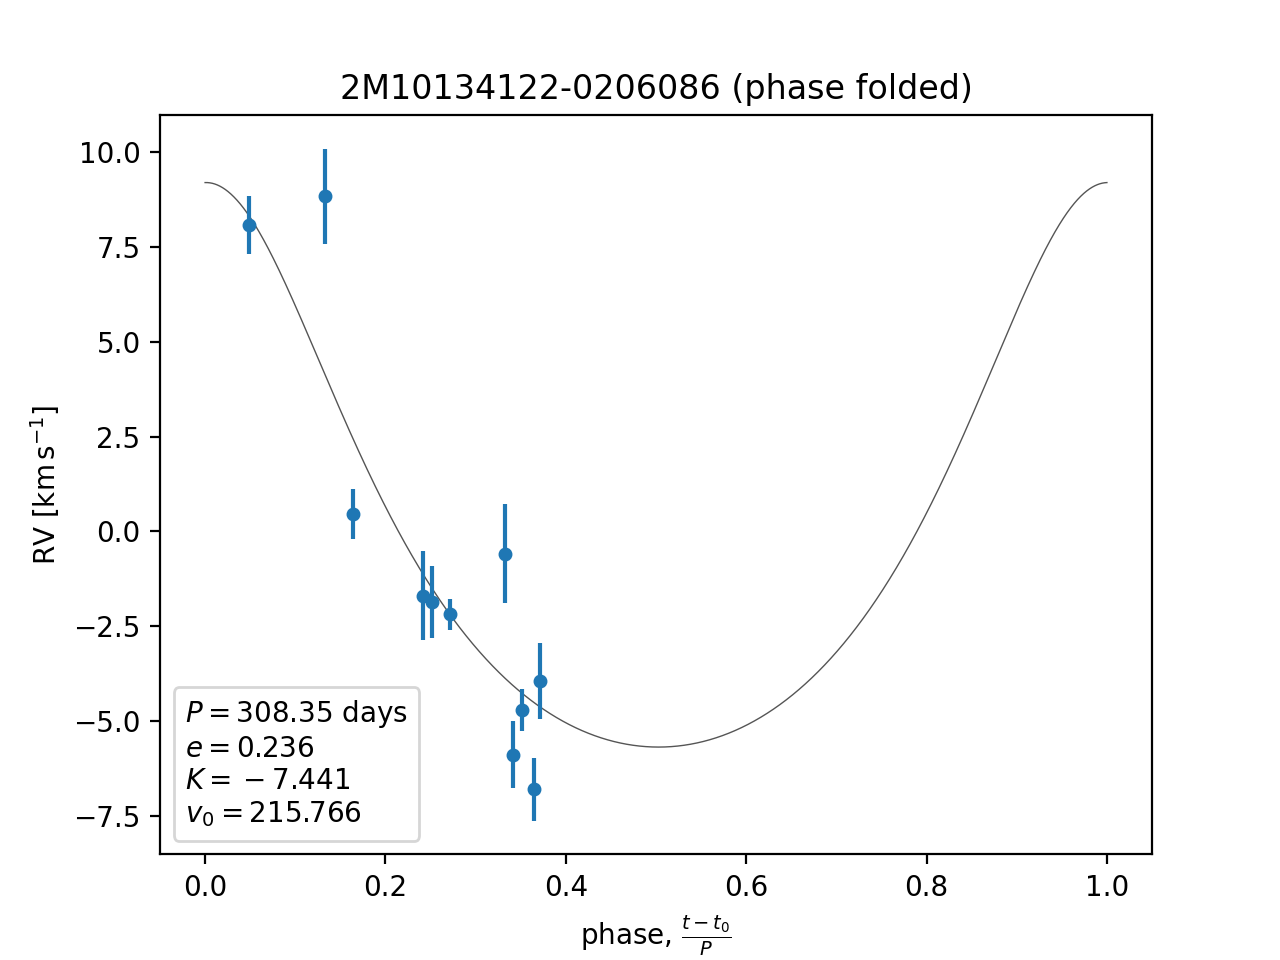 2M10134122-0206086 (phase folded)
10.0
7.5
5.0
2.5
0.0
−2.5
−5.0
−7.5
RV [km s⁻¹]
P = 308.35 days
e = 0.236
K = − 7.441
v₀ = 215.766
0.0 0.2 0.4 0.6 0.8 1.0
phase, (t − t₀)/P